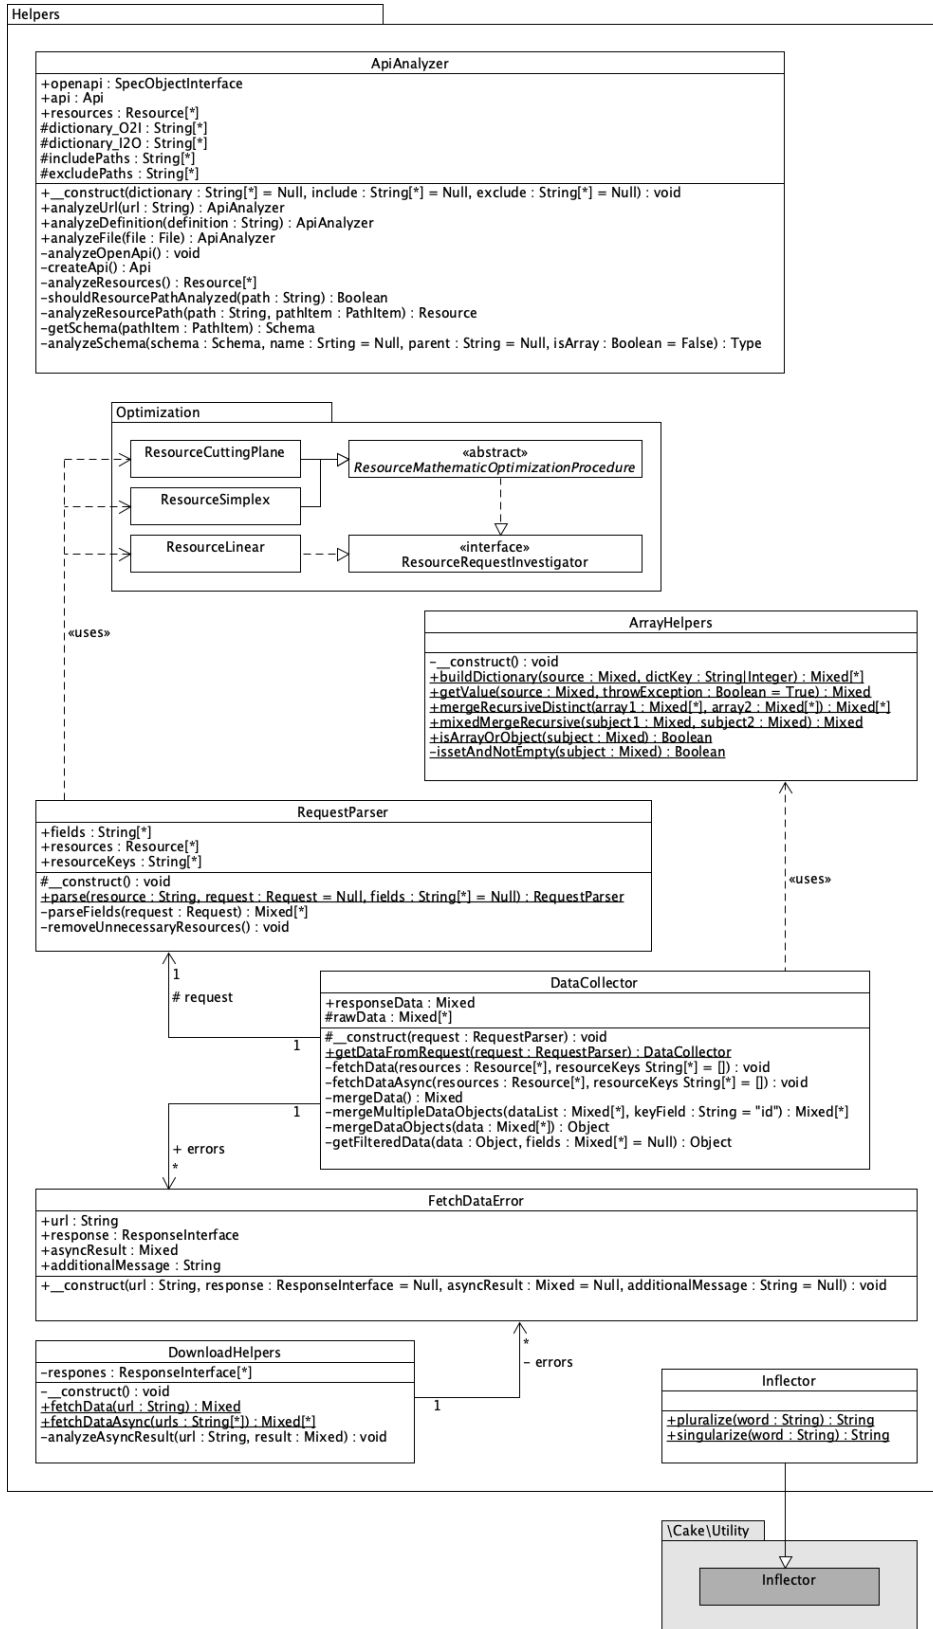 Helpers
ApiAnalyzer
+openapi : SpecObjectInterface
+api : Api
+resources : Resource[*]
#dictionary_O2I : String[*]
#dictionary_I2O : String[*]
#includePaths : String[*]
#excludePaths : String[*]
+__construct(dictionary : String[*] = Null, include : String[*] = Null, exclude : String[*] = Null) : void
+analyzeUrl(url : String) : ApiAnalyzer
+analyzeDefinition(definition : String) : ApiAnalyzer
+analyzeFile(file : File) : ApiAnalyzer
-analyzeOpenApi() : void
-createApi() : Api
-analyzeResources() : Resource[*]
-shouldResourcePathAnalyzed(path : String) : Boolean
-analyzeResourcePath(path : String, pathItem : PathItem) : Resource
-getSchema(pathItem : PathItem) : Schema
-analyzeSchema(schema : Schema, name : Srting = Null, parent : String = Null, isArray : Boolean = False) : Type
Optimization
ResourceCuttingPlane
«abstract»
ResourceMathematicOptimizationProcedure
ResourceSimplex
ResourceLinear
«interface»
ResourceRequestInvestigator
«uses»
ArrayHelpers
-__construct() : void
+buildDictionary(source : Mixed, dictKey : String|Integer) : Mixed[*]
+getValue(source : Mixed, throwException : Boolean = True) : Mixed
+mergeRecursiveDistinct(array1 : Mixed[*], array2 : Mixed[*]) : Mixed[*]
+mixedMergeRecursive(subject1 : Mixed, subject2 : Mixed) : Mixed
+isArrayOrObject(subject : Mixed) : Boolean
-issetAndNotEmpty(subject : Mixed) : Boolean
RequestParser
+fields : String[*]
+resources : Resource[*]
+resourceKeys : String[*]
#__construct() : void
+parse(resource : String, request : Request = Null, fields : String[*] = Null) : RequestParser
-parseFields(request : Request) : Mixed[*]
-removeUnnecessaryResources() : void
«uses»
1
# request
1
DataCollector
+responseData : Mixed
#rawData : Mixed[*]
#__construct(request : RequestParser) : void
+getDataFromRequest(request : RequestParser) : DataCollector
-fetchData(resources : Resource[*], resourceKeys String[*] = []) : void
-fetchDataAsync(resources : Resource[*], resourceKeys String[*] = []) : void
-mergeData() : Mixed
-mergeMultipleDataObjects(dataList : Mixed[*], keyField : String = "id") : Mixed[*]
-mergeDataObjects(data : Mixed[*]) : Object
-getFilteredData(data : Object, fields : Mixed[*] = Null) : Object
1
+ errors
*
FetchDataError
+url : String
+response : ResponseInterface
+asyncResult : Mixed
+additionalMessage : String
+__construct(url : String, response : ResponseInterface = Null, asyncResult : Mixed = Null, additionalMessage : String = Null) : void
DownloadHelpers
-respones : ResponseInterface[*]
-__construct() : void
+fetchData(url : String) : Mixed
+fetchDataAsync(urls : String[*]) : Mixed[*]
-analyzeAsyncResult(url : String, result : Mixed) : void
*
- errors
1
Inflector
+pluralize(word : String) : String
+singularize(word : String) : String
\Cake\Utility
Inflector